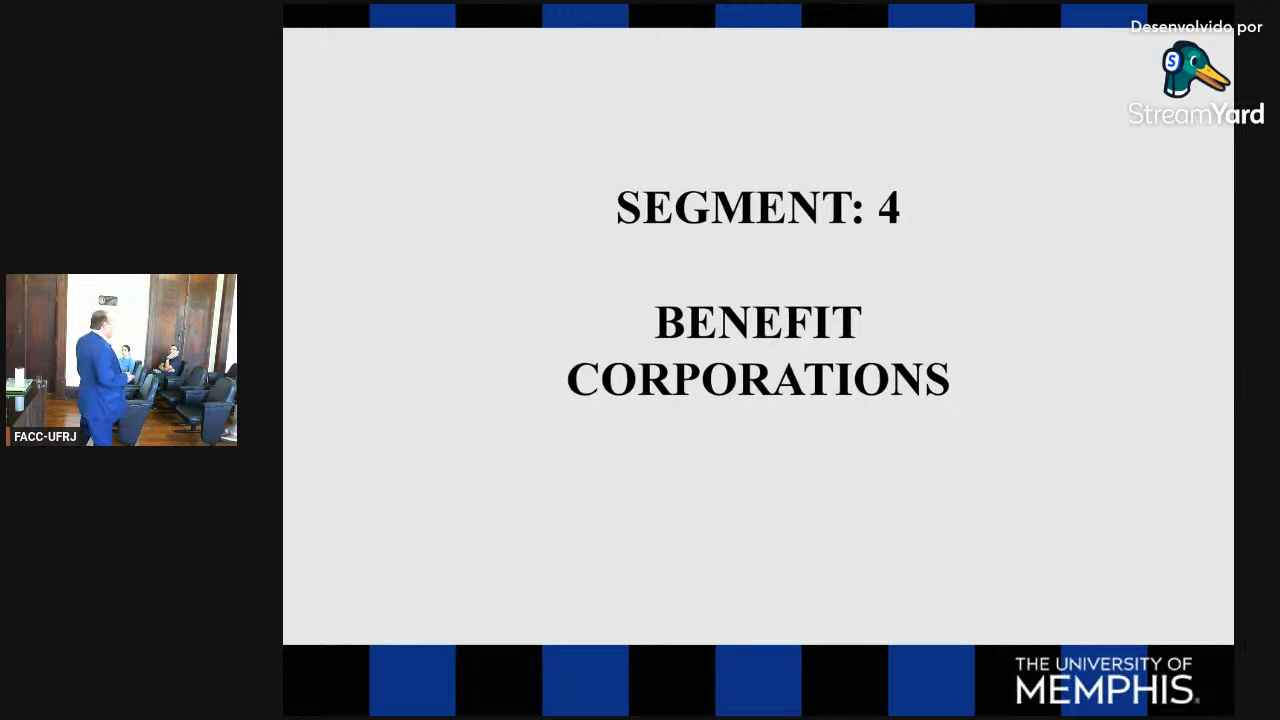 Desenvolvido por
S
StreamYard
SEGMENT: 4
BENEFIT
CORPORATIONS
FACC-UFRJ
THE UNIVERSITY OF
MEMPHIS®